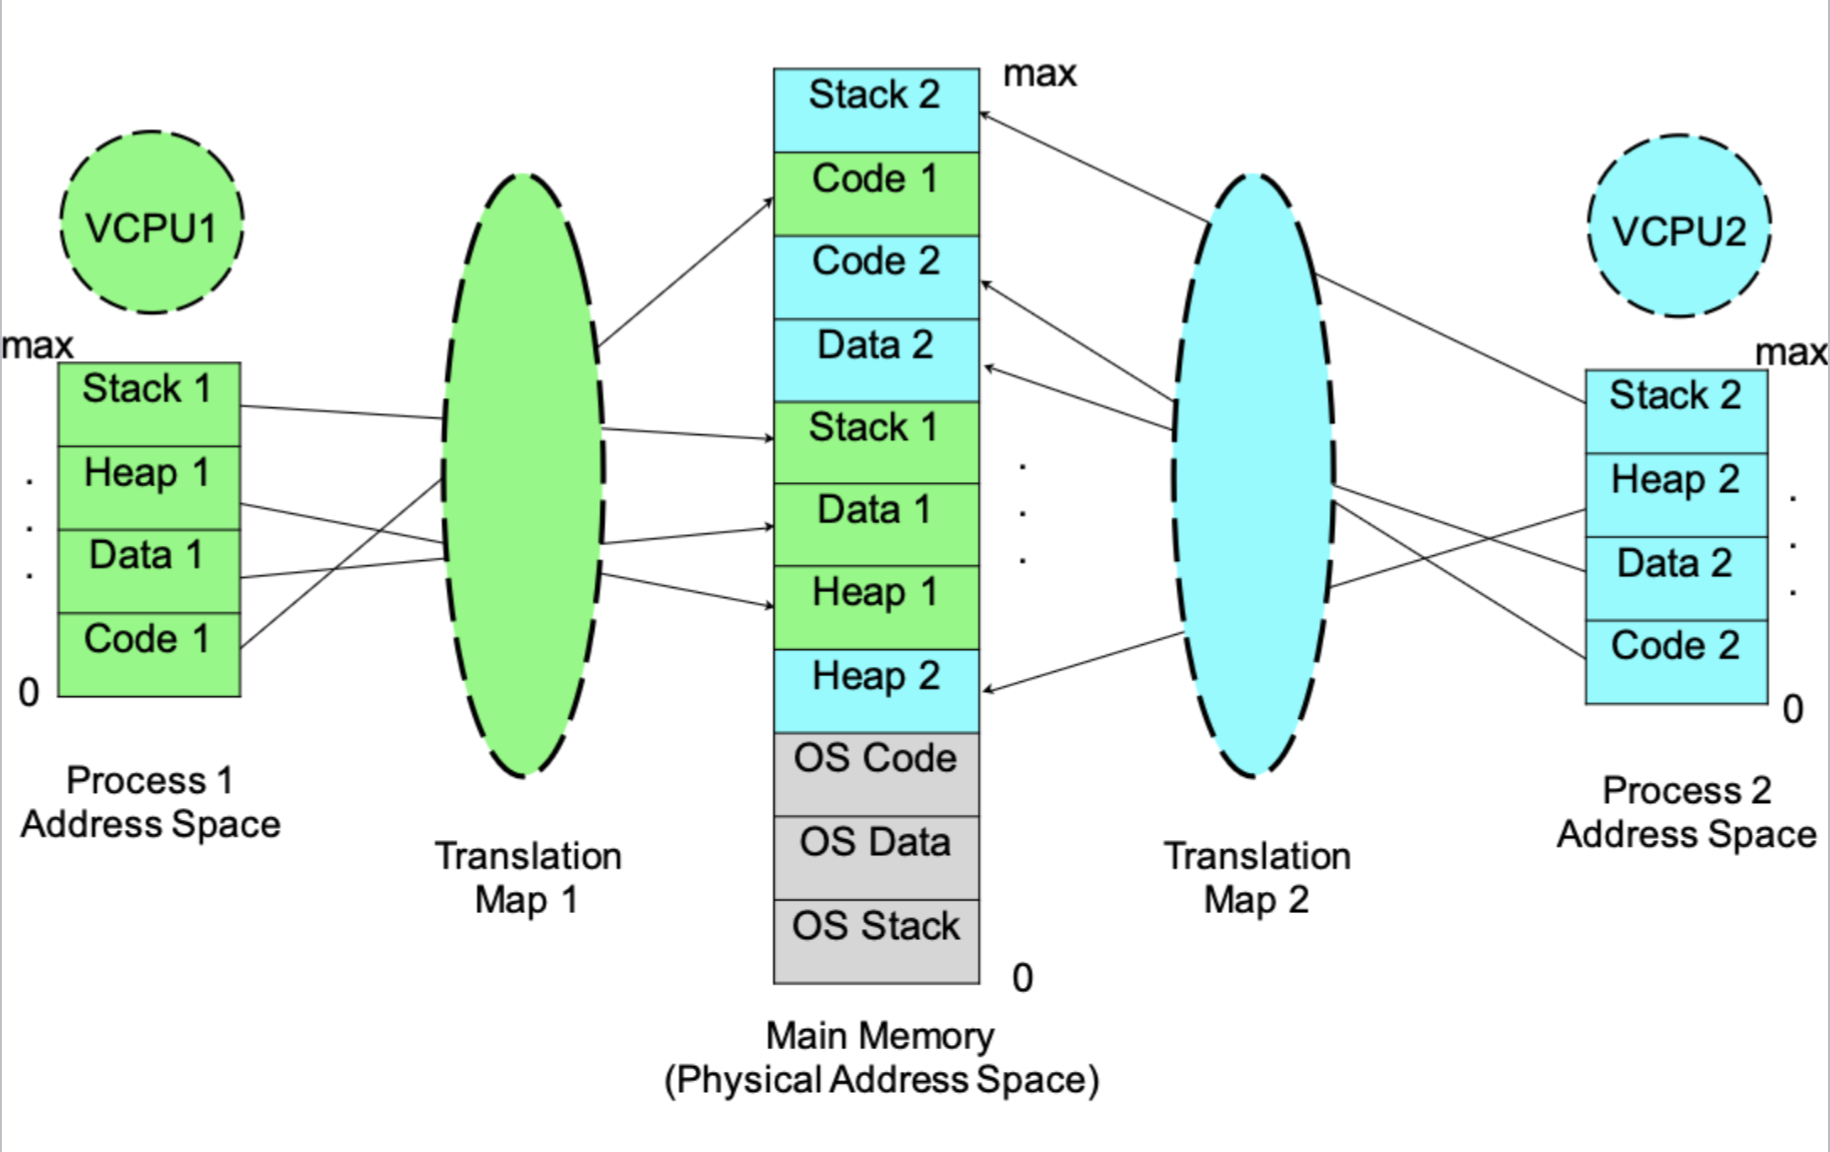 VCPU1
max
Stack 1
Heap 1
Data 1
Code 1
0
Process 1
Address Space
Translation
Map 1
max
Stack 2
Code 1
Code 2
Data 2
Stack 1
Data 1
Heap 1
Heap 2
OS Code
OS Data
OS Stack
0
Main Memory
(Physical Address Space)
Translation
Map 2
VCPU2
max
Stack 2
Heap 2
Data 2
Code 2
0
Process 2
Address Space